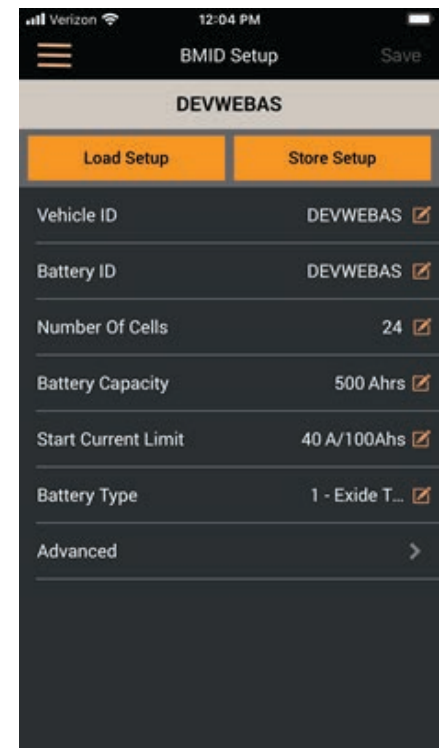 Verizon 12:04 PM
BMID Setup Save
DEVWEBAS
Load Setup Store Setup
Vehicle ID DEVWEBAS
Battery ID DEVWEBAS
Number Of Cells 24
Battery Capacity 500 Ahrs
Start Current Limit 40 A/100Ahs
Battery Type 1 - Exide T...
Advanced